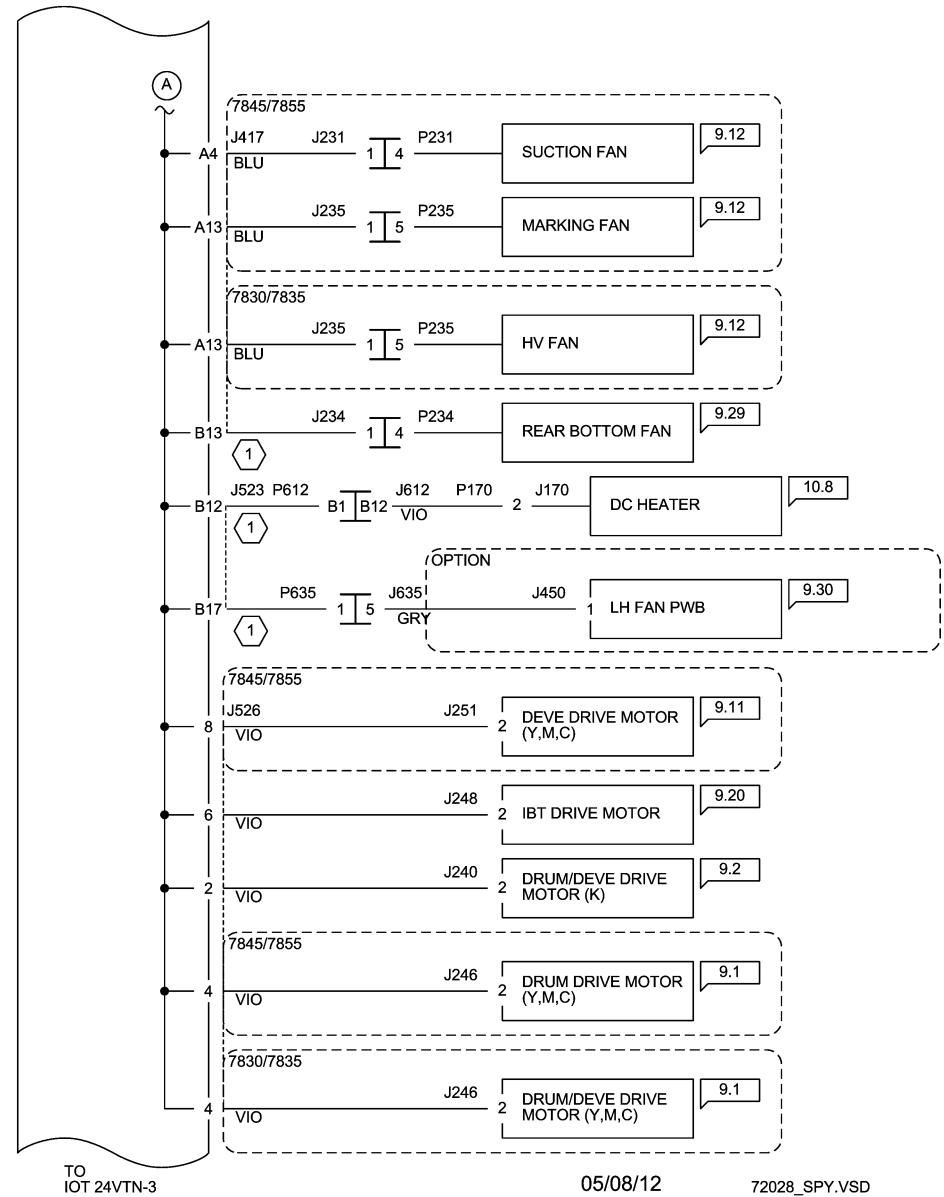 A
7845/7855
J417 J231 P231 9.12
A4 BLU 1 4 SUCTION FAN
J235 P235 9.12
A13 BLU 1 5 MARKING FAN
7830/7835
J235 P235 9.12
A13 BLU 1 5 HV FAN
J234 P234 9.29
B13 1 4 REAR BOTTOM FAN
1
J523 P612 J612 P170 J170 10.8
B12 B1 B12 VIO 2 DC HEATER
1
OPTION
P635 J635 J450 9.30
B17 1 5 GRY 1 LH FAN PWB
1
7845/7855
J526 J251 9.11
8 VIO 2 DEVE DRIVE MOTOR
(Y,M,C)
J248 9.20
6 VIO 2 IBT DRIVE MOTOR
J240 9.2
2 VIO 2 DRUM/DEVE DRIVE
MOTOR (K)
7845/7855
J246 9.1
4 VIO 2 DRUM DRIVE MOTOR
(Y,M,C)
7830/7835
J246 9.1
4 VIO 2 DRUM/DEVE DRIVE
MOTOR (Y,M,C)
TO
IOT 24VTN-3
05/08/12 72028_SPY.VSD